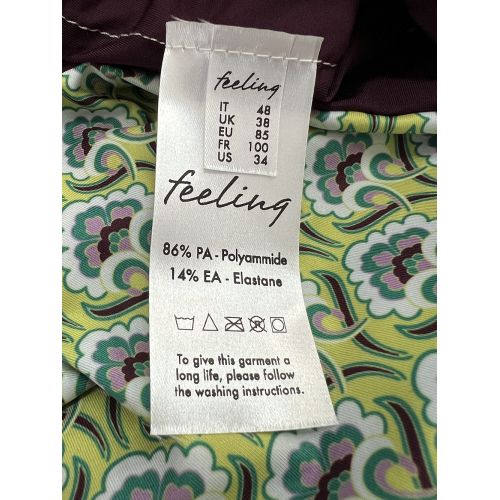 feeling
IT 48
UK 38
EU 85
FR 100
US 34
feeling
86% PA - Polyammide
14% EA - Elastane
To give this garment a
long life, please follow
the washing instructions.